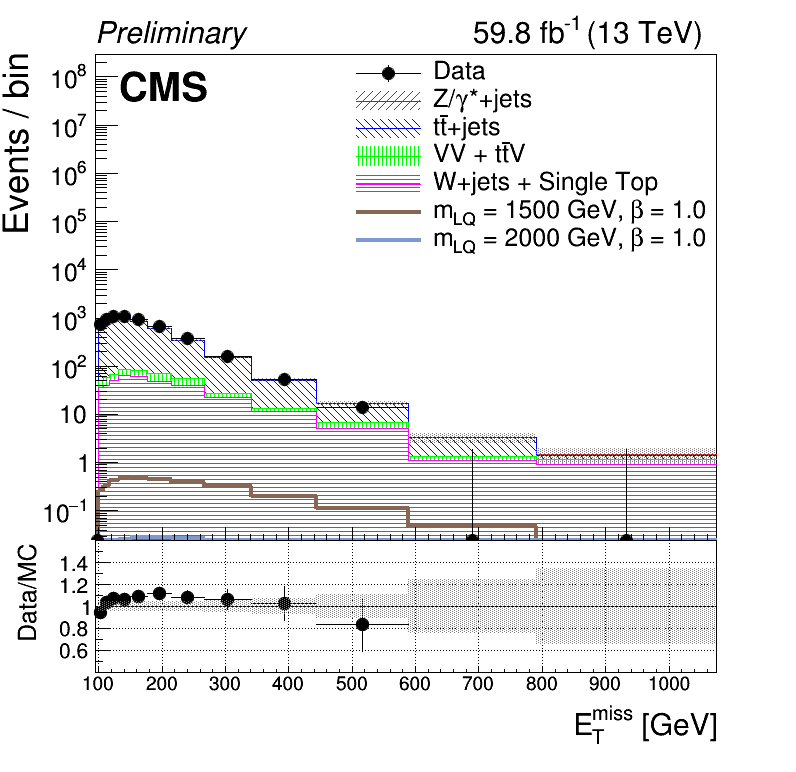 Preliminary 59.8 fb⁻¹ (13 TeV)
CMS
Events / bin
10⁸
10⁷
10⁶
10⁵
10⁴
10³
10²
10
1
10⁻¹
Data
Z/γ*+jets
tt̄+jets
VV + tt̄V
W+jets + Single Top
m_LQ = 1500 GeV, β = 1.0
m_LQ = 2000 GeV, β = 1.0
Data/MC
1.4
1.2
1
0.8
0.6
100 200 300 400 500 600 700 800 900 1000
E_T^miss [GeV]